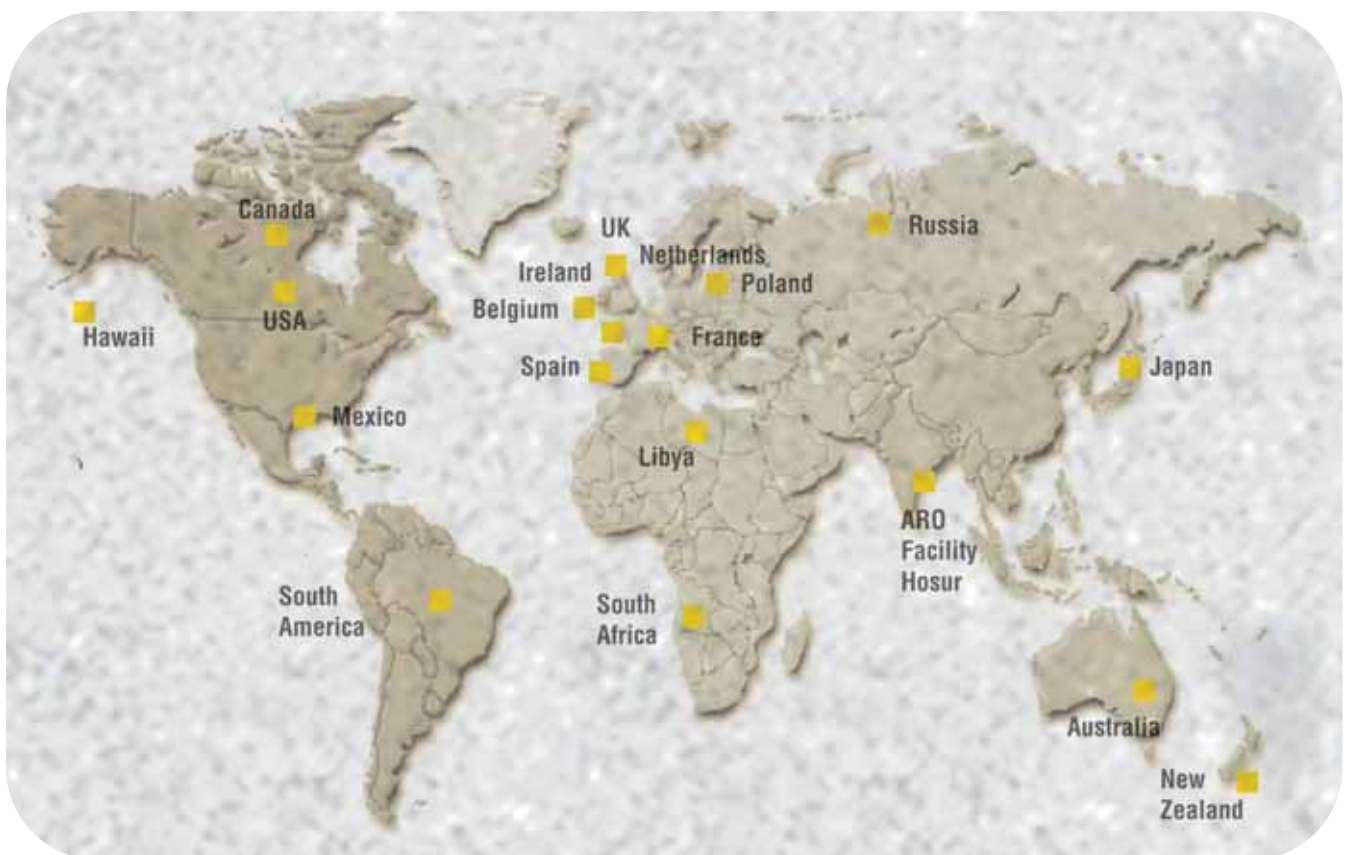 Canada
UK
Russia
Netberlands
Ireland
Poland
Belgium
USA
Hawaii
France
Spain
Japan
Mexico
Libya
ARO
Facility
Hosur
South
America
South
Africa
Australia
New
Zealand